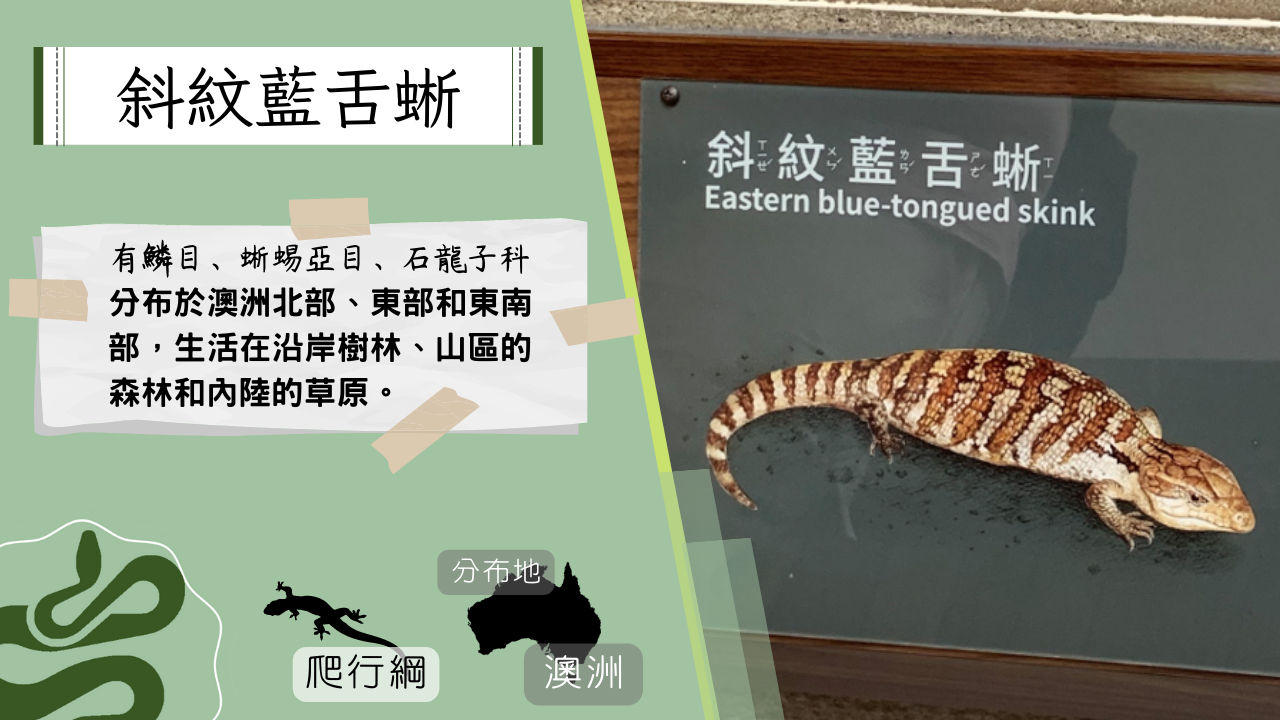 斜紋藍舌蜥
有鱗目、蜥蜴亞目、石龍子科
分布於澳洲北部、東部和東南
部，生活在沿岸樹林、山區的
森林和內陸的草原。
分布地
爬行綱
澳洲
斜ㄒㄧㄝˊ紋ㄨㄣˊ藍ㄌㄢˊ舌ㄕㄜˊ蜥ㄒㄧ
Eastern blue-tongued skink